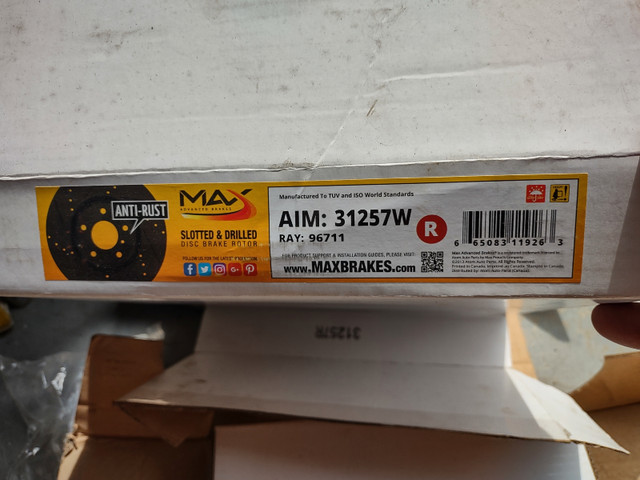 ANTI-RUST
MAX
ADVANCED BRAKES
SLOTTED & DRILLED
DISC BRAKE ROTOR
Manufactured To TUV and ISO World Standards
AIM: 31257W
RAY: 96711
R
FOR PRODUCT SUPPORT & INSTALLATION GUIDES, PLEASE VISIT:
www.MAXBRAKES.com
6 65083 11926 3
31257R